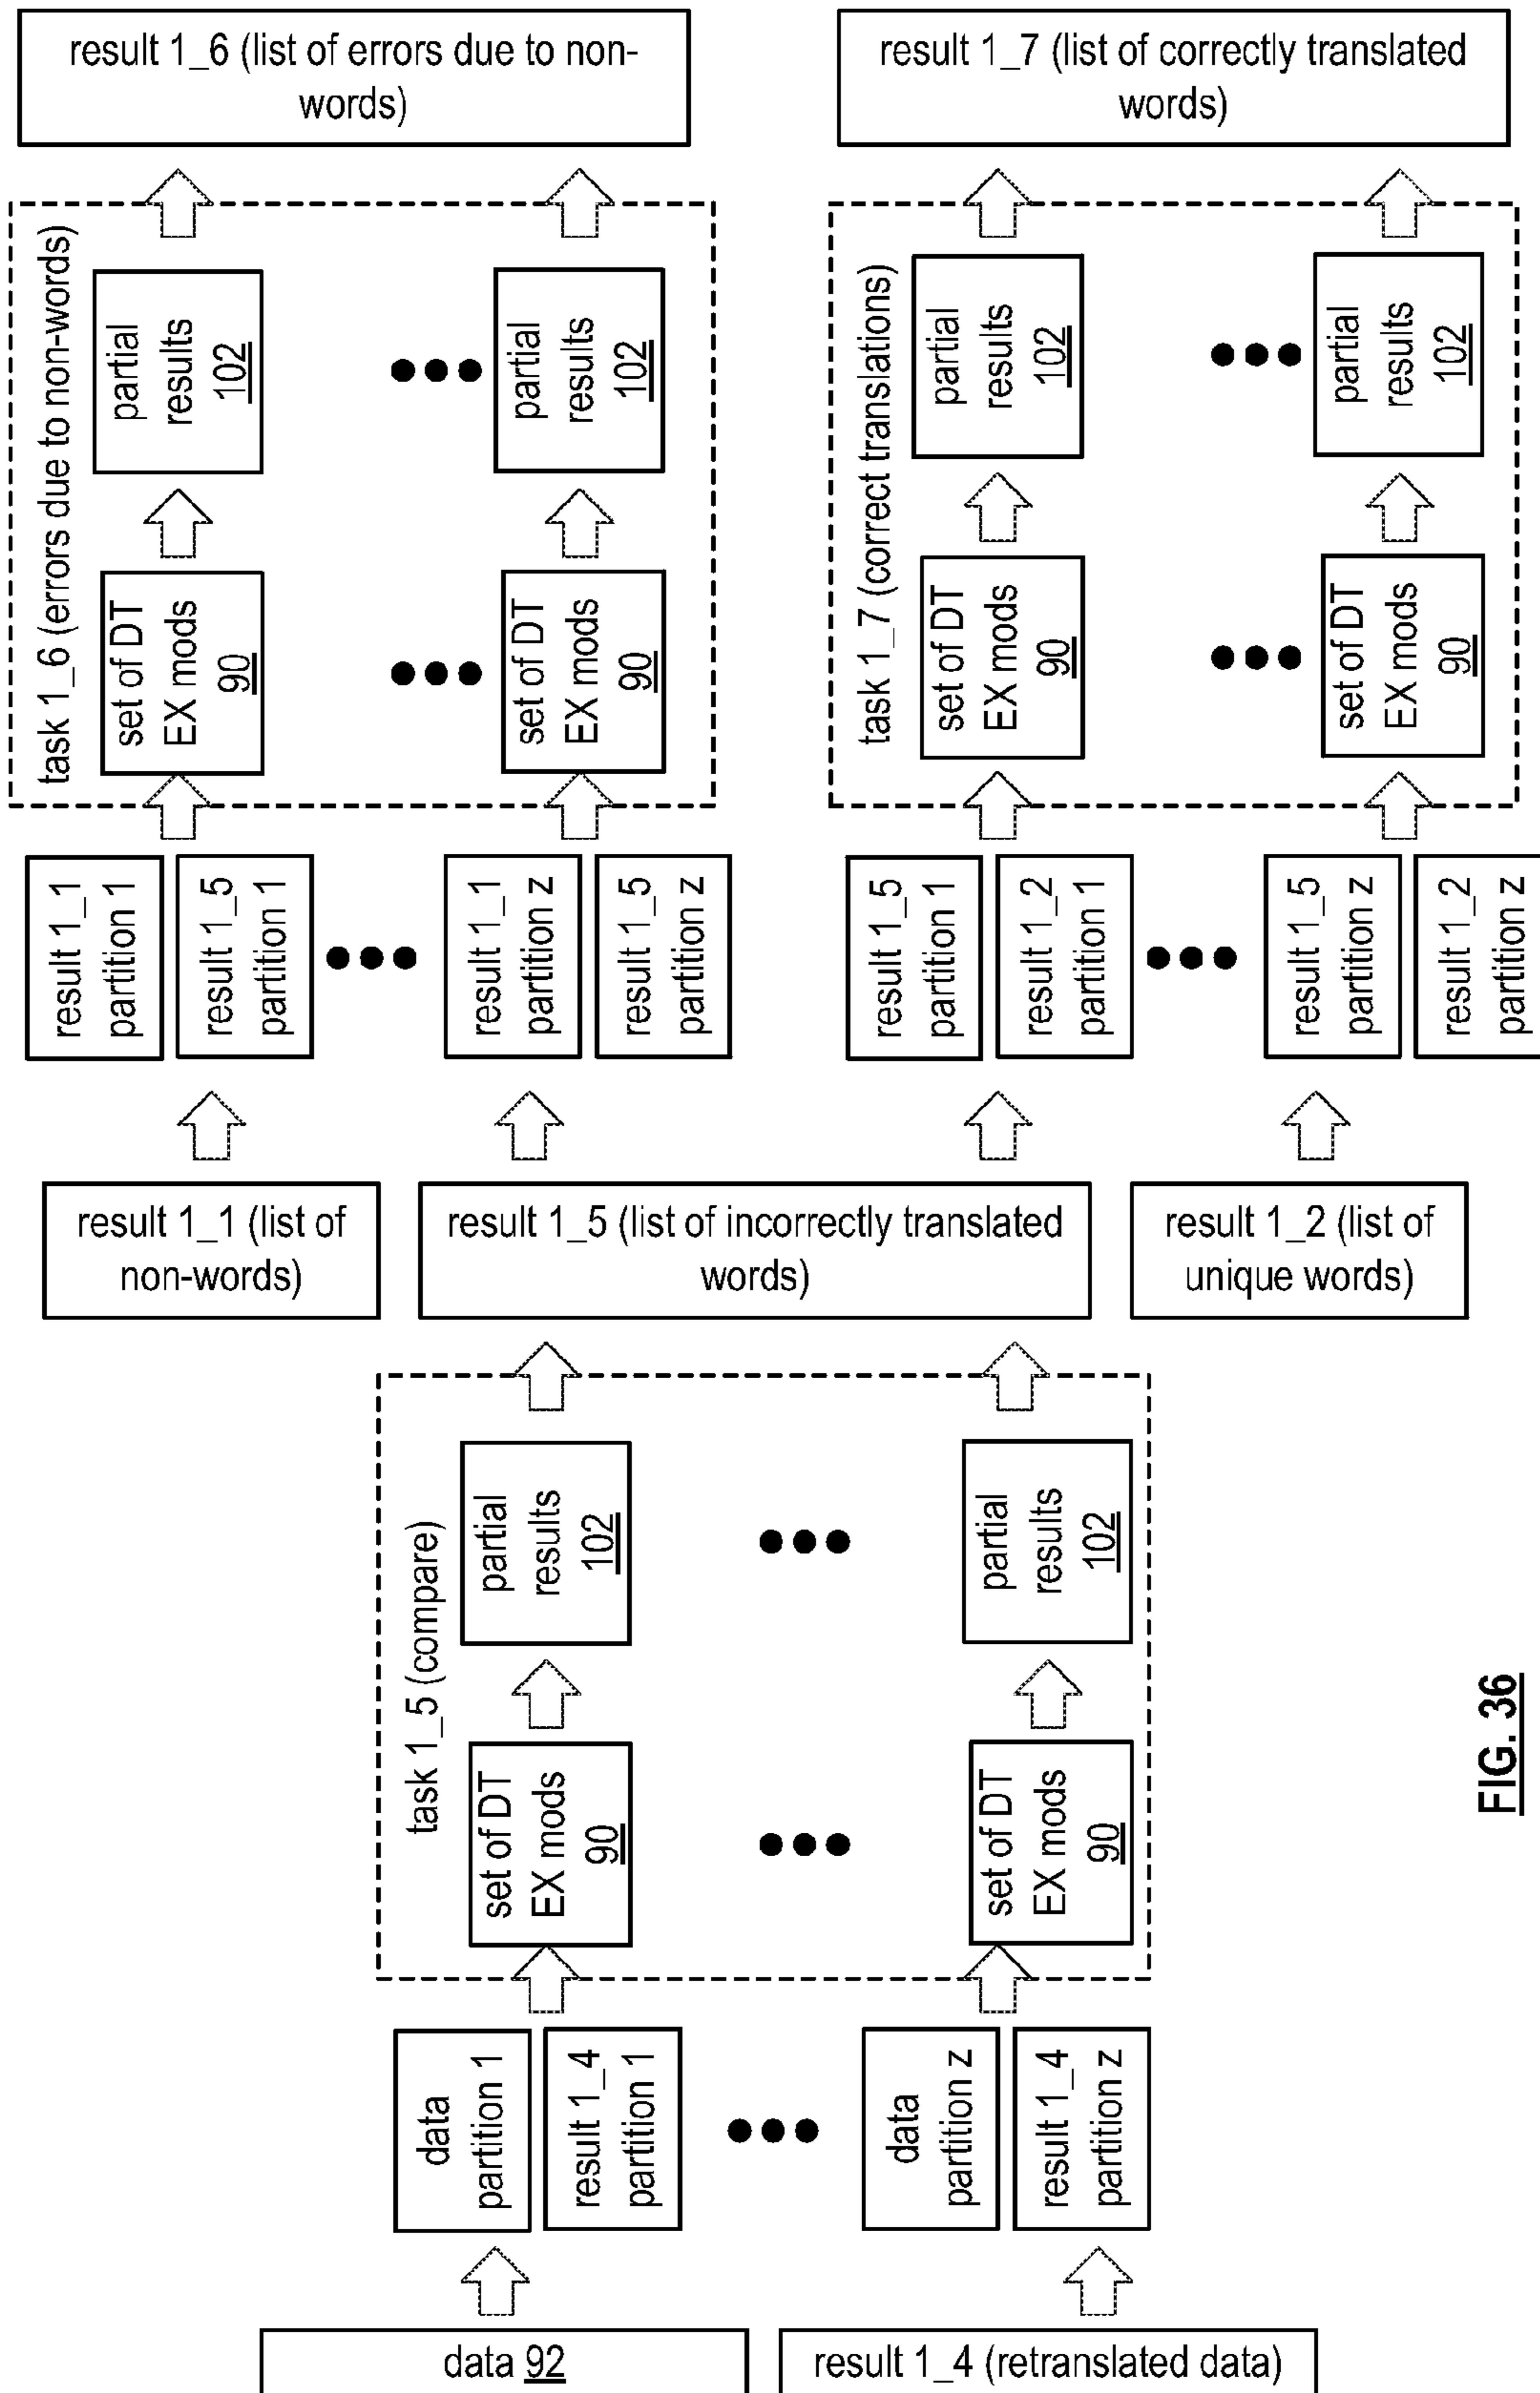 data 92
result 1_4 (retranslated data)
data
partition 1
result 1_4
partition 1
data
partition z
result 1_4
partition z
task 1_5 (compare)
set of DT
EX mods
90
partial
results
102
set of DT
EX mods
90
partial
results
102
result 1_1 (list of
non-words)
result 1_5 (list of incorrectly translated
words)
result 1_2 (list of
unique words)
result 1_1
partition 1
result 1_5
partition 1
result 1_1
partition z
result 1_5
partition z
task 1_6 (errors due to non-words)
set of DT
EX mods
90
partial
results
102
set of DT
EX mods
90
partial
results
102
result 1_6 (list of errors due to non-
words)
result 1_5
partition 1
result 1_2
partition 1
result 1_5
partition z
result 1_2
partition z
task 1_7 (correct translations)
set of DT
EX mods
90
partial
results
102
set of DT
EX mods
90
partial
results
102
result 1_7 (list of correctly translated
words)
FIG. 36